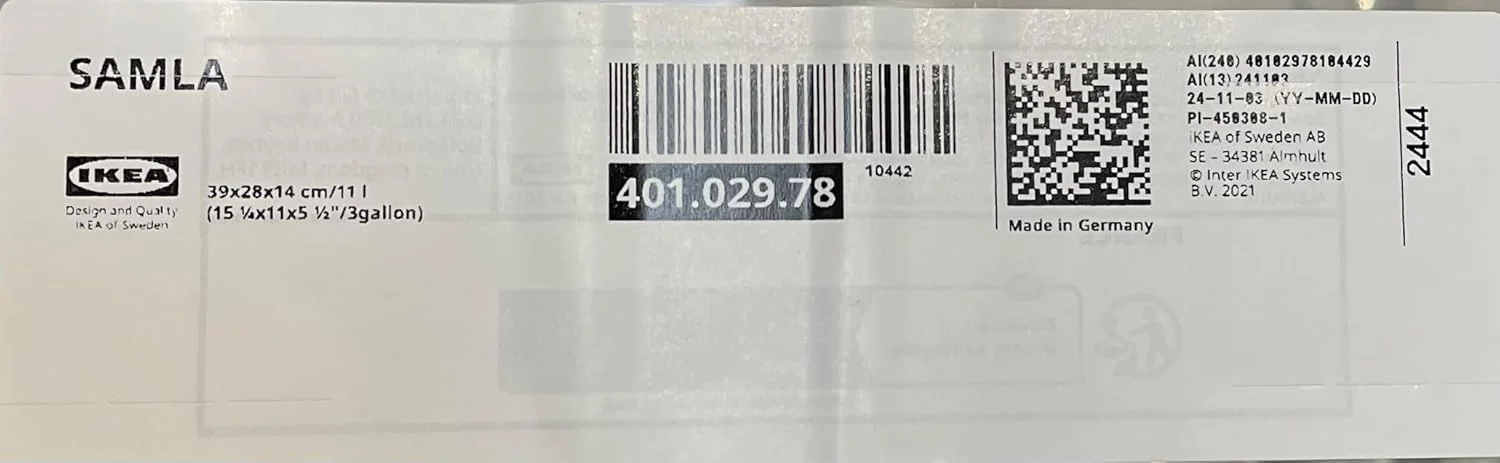 SAMLA
IKEA
Design and Quality
IKEA of Sweden
39x28x14 cm/11 l
(15 ¼x11x5 ½"/3gallon)
401.029.78
10442
Made in Germany
AI(240) 40102978104429
AI(13)241103
24-11-03 (YY-MM-DD)
PI-450308-1
IKEA of Sweden AB
SE - 34381 Älmhult
© Inter IKEA Systems
B.V. 2021
2444